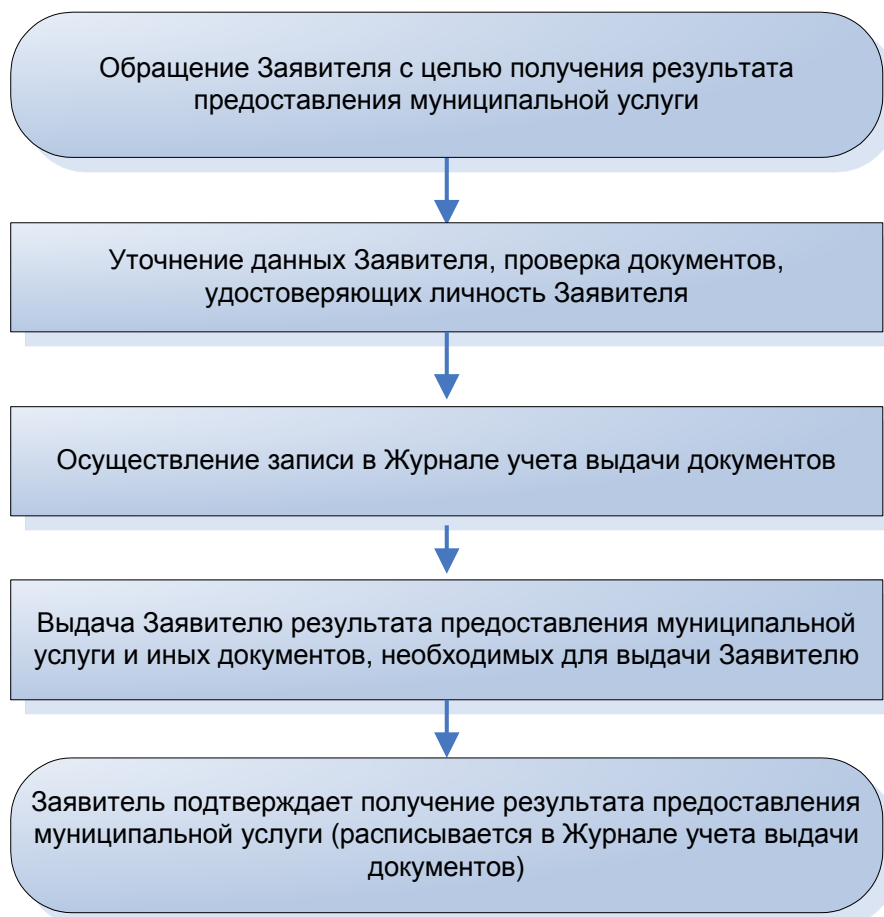 Обращение Заявителя с целью получения результата
предоставления муниципальной услуги
Уточнение данных Заявителя, проверка документов,
удостоверяющих личность Заявителя
Осуществление записи в Журнале учета выдачи документов
Выдача Заявителю результата предоставления муниципальной
услуги и иных документов, необходимых для выдачи Заявителю
Заявитель подтверждает получение результата предоставления
муниципальной услуги (расписывается в Журнале учета выдачи
документов)